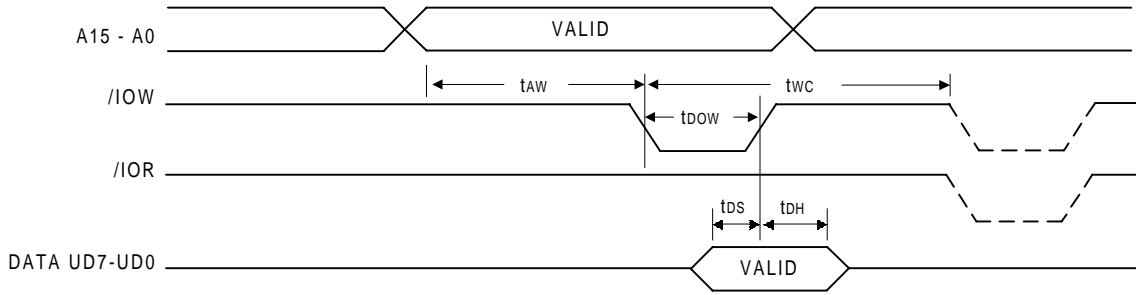 A15 - A0
VALID
tAW
tWC
/IOW
tDOW
/IOR
tDS
tDH
DATA UD7-UD0
VALID